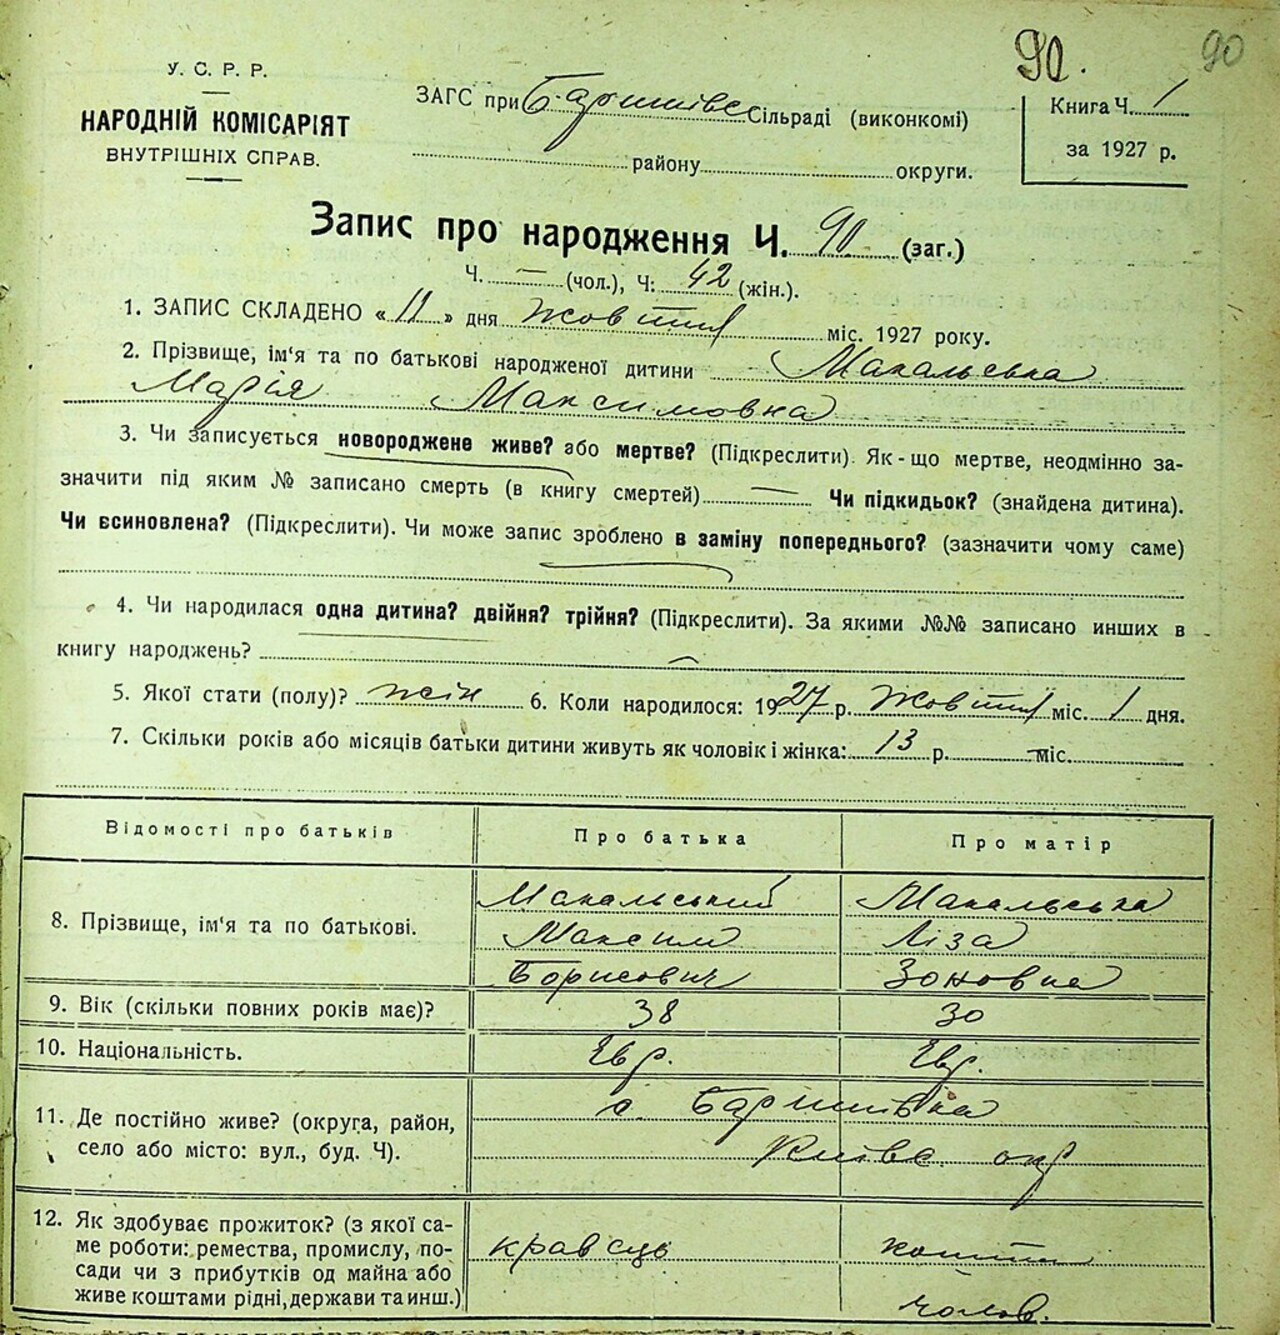 90. 90
У. С. Р. Р.
НАРОДНІЙ КОМІСАРІЯТ
ВНУТРІШНІХ СПРАВ.
ЗАГС при Баришівс Сільраді (виконкомі)
району округи.
Книга Ч. 1
за 1927 р.
Запис про народження Ч. 90 (заг.)
Ч. — (чол.), Ч: 42 (жін.).
1. ЗАПИС СКЛАДЕНО «11» дня Жовтня міс. 1927 року.
2. Прізвище, ім'я та по батькові народженої дитини Макальська
Марія Максимовна
3. Чи записується новороджене живе? або мертве? (Підкреслити). Як-що мертве, неодмінно за-
значити під яким № записано смерть (в книгу смертей) — Чи підкидьок? (знайдена дитина).
Чи всиновлена? (Підкреслити). Чи може запис зроблено в заміну попереднього? (зазначити чому саме)
4. Чи народилася одна дитина? двійня? трійня? (Підкреслити). За якими №№ записано инших в
книгу народжень? —
5. Якої стати (полу)? жін 6. Коли народилося: 1927 р. Жовтня міс. 1 дня.
7. Скільки років або місяців батьки дитини живуть як чоловік і жінка: 13 р. — міс.
Відомості про батьків Про батька Про матір
8. Прізвище, ім'я та по батькові. Макальський Макальська
Максим Ліза
Борисович Зоновна
9. Вік (скільки повних років має)? 38 30
10. Національність. Евр. Евр.
11. Де постійно живе? (округа, район, с Баришівка
село або місто: вул., буд. Ч). Київс. окр
12. Як здобуває прожиток? (з якої са-
ме роботи: ремества, промислу, по- кравець кошти
сади чи з прибутків од майна або
живе коштами рідні, держави та инш.) чолов.